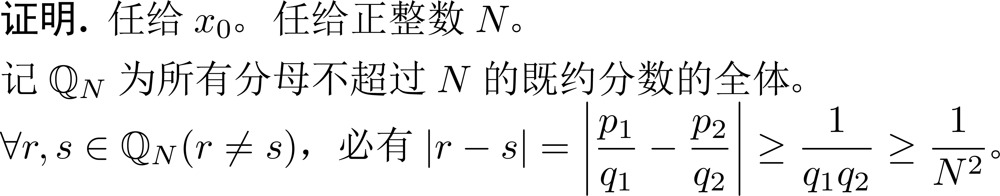 证明. 任给 $x_0$。 任给正整数 $N$。
记 $\mathbb{Q}_N$ 为所有分母不超过 $N$ 的既约分数的全体。
$\forall r, s \in \mathbb{Q}_N (r \neq s)$，必有 $|r - s| = \left| \frac{p_1}{q_1} - \frac{p_2}{q_2} \right| \geq \frac{1}{q_1 q_2} \geq \frac{1}{N^2}$。